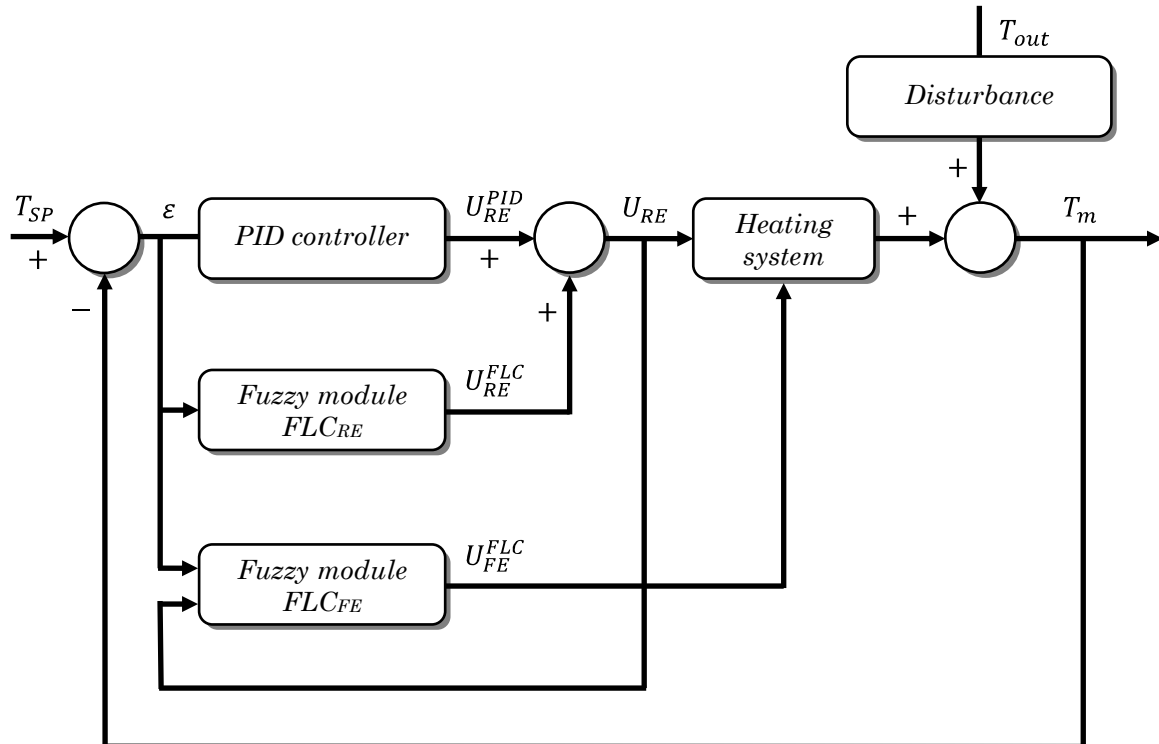 T_out
Disturbance
+
T_SP
+
−
ε
PID controller
U_RE^PID
+
+
U_RE
Heating
system
+
T_m
Fuzzy module
FLC_RE
U_RE^FLC
Fuzzy module
FLC_FE
U_FE^FLC